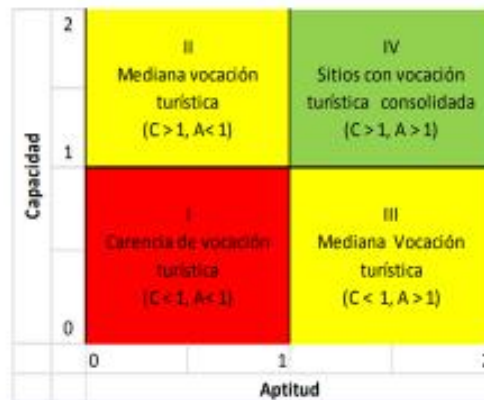 2
II
Mediana vocación
turística
(C > 1, A< 1)
IV
Sitios con vocación
turística consolidada
(C > 1, A > 1)
Capacidad
1
I
Carencia de vocación
turística
(C < 1, A< 1)
III
Mediana Vocación
turística
(C < 1, A > 1)
0
0
1
2
Aptitud